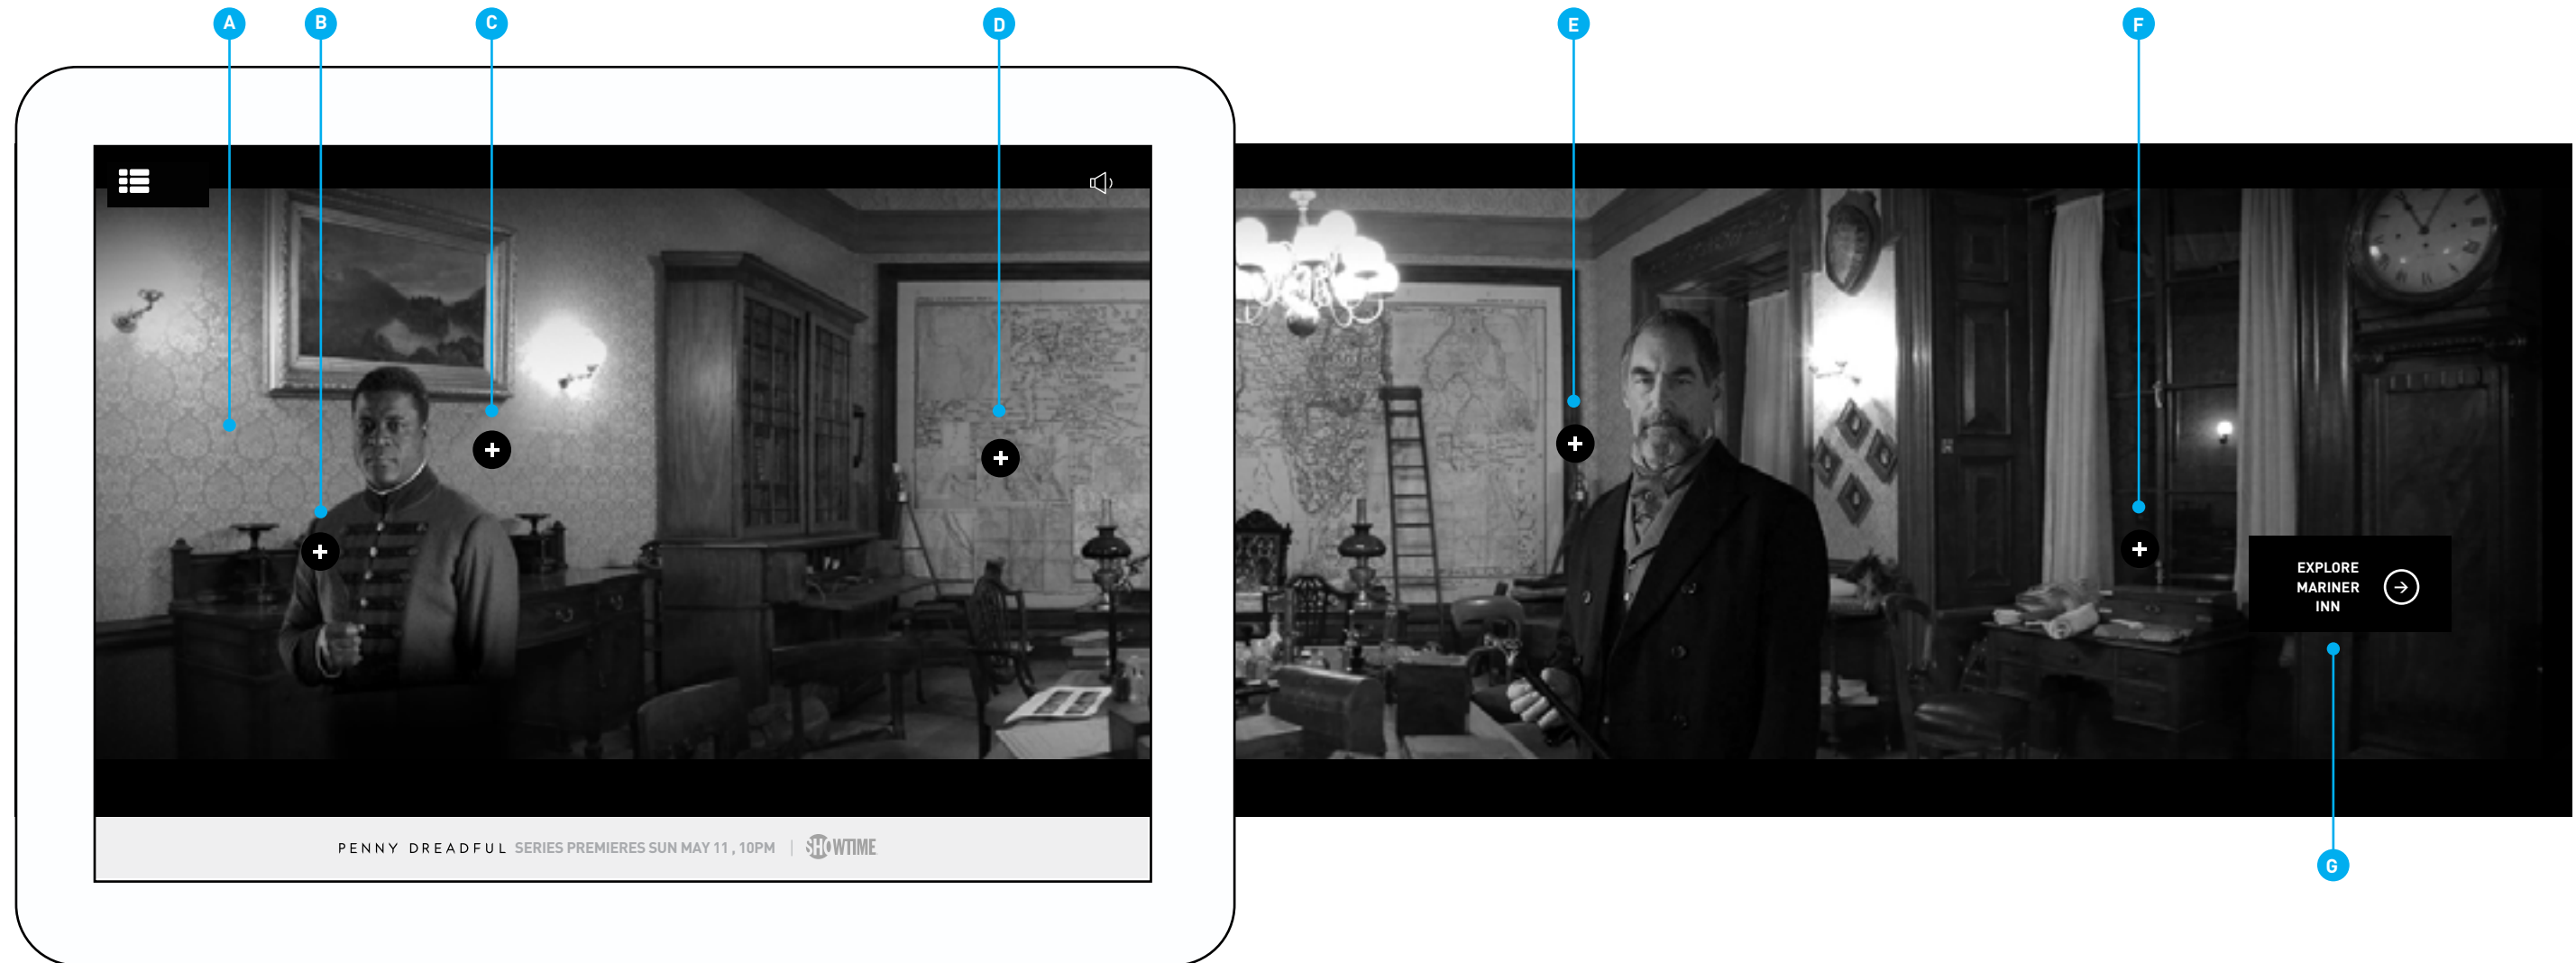 A
B
C
D
E
F
EXPLORE
MARINER
INN
PENNY DREADFUL SERIES PREMIERES SUN MAY 11, 10PM | SHOWTIME
G